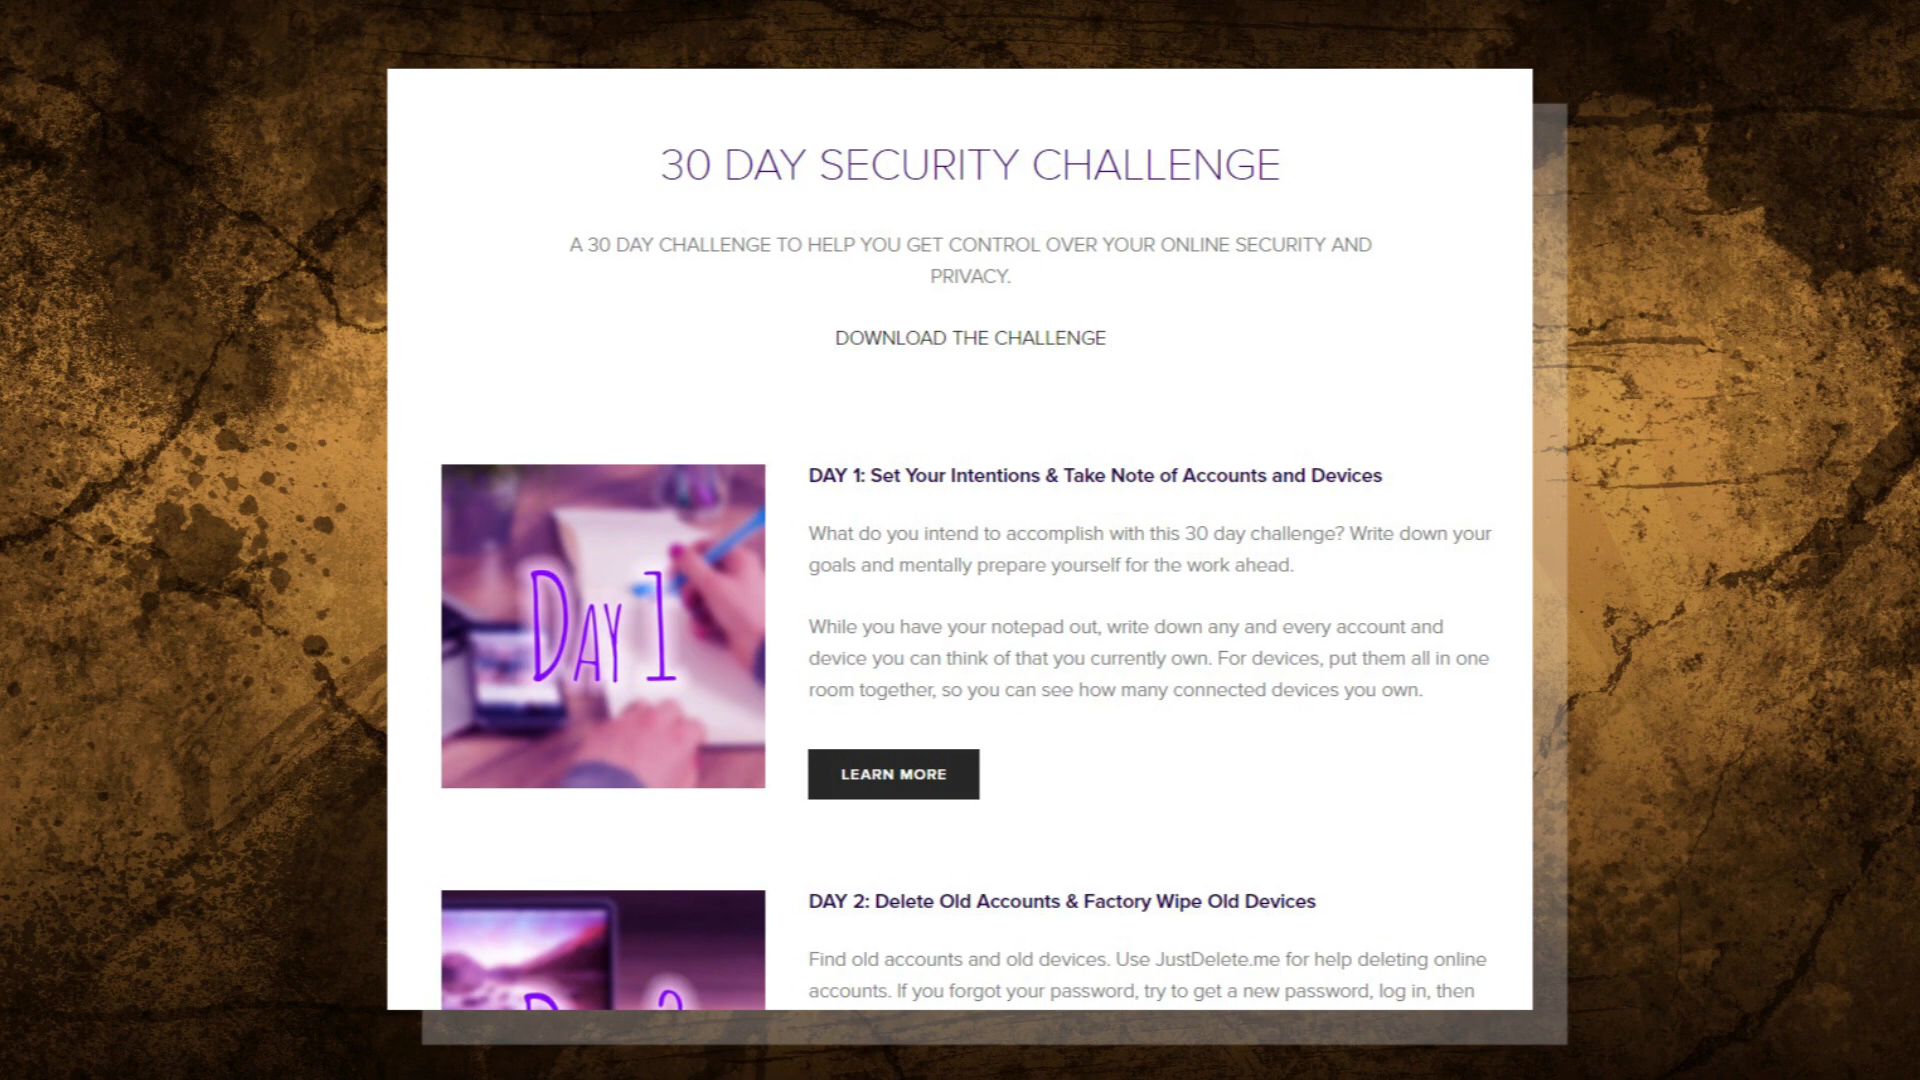 30 DAY SECURITY CHALLENGE
A 30 DAY CHALLENGE TO HELP YOU GET CONTROL OVER YOUR ONLINE SECURITY AND
PRIVACY.
DOWNLOAD THE CHALLENGE
DAY 1
DAY 1: Set Your Intentions & Take Note of Accounts and Devices
What do you intend to accomplish with this 30 day challenge? Write down your
goals and mentally prepare yourself for the work ahead.
While you have your notepad out, write down any and every account and
device you can think of that you currently own. For devices, put them all in one
room together, so you can see how many connected devices you own.
LEARN MORE
DAY 2: Delete Old Accounts & Factory Wipe Old Devices
Find old accounts and old devices. Use JustDelete.me for help deleting online
accounts. If you forgot your password, try to get a new password, log in, then